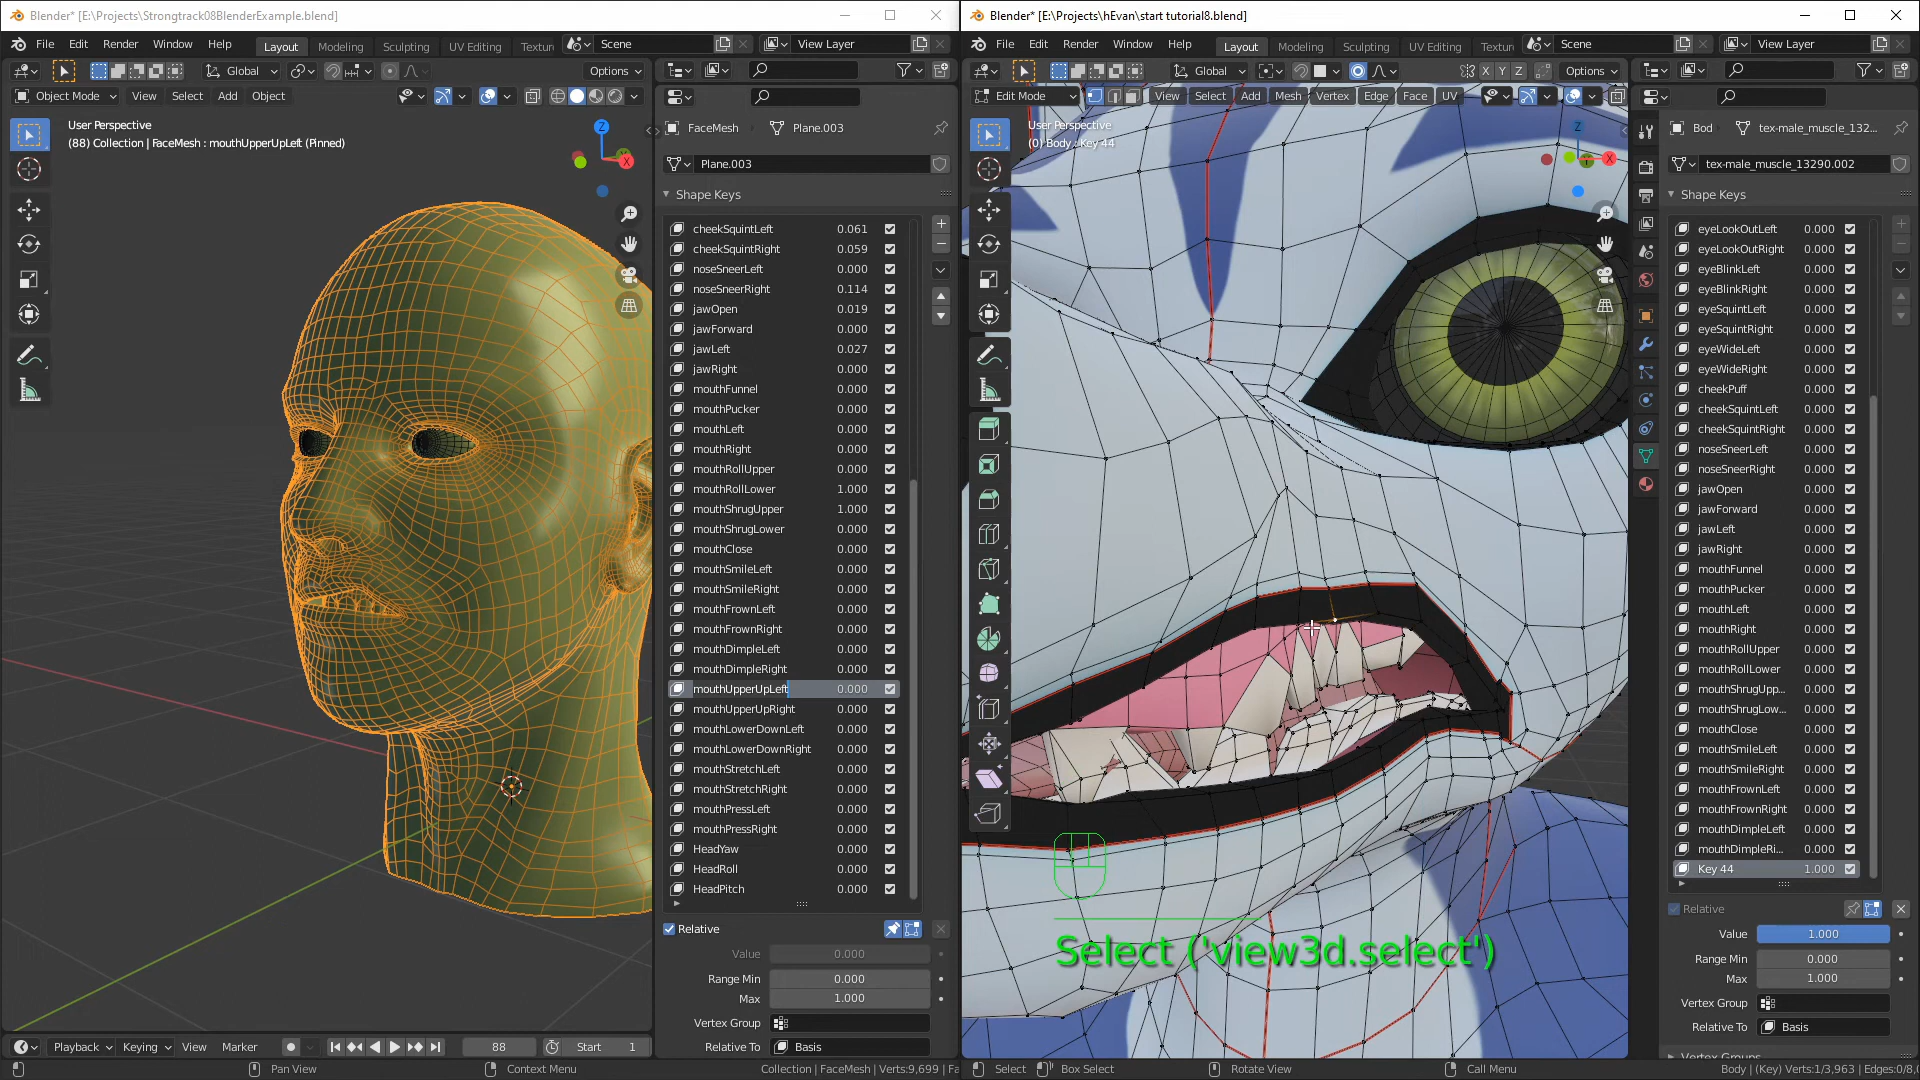 Blender* [E:\Projects\Strongtrack08BlenderExample.blend]
File Edit Render Window Help Layout Modeling Sculpting UV Editing Textur Scene View Layer
Global Options
Object Mode View Select Add Object
User Perspective
(88) Collection | FaceMesh : mouthUpperUpLeft (Pinned)
Z
X
FaceMesh Plane.003
Plane.003
Shape Keys
cheekSquintLeft 0.061
cheekSquintRight 0.059
noseSneerLeft 0.000
noseSneerRight 0.114
jawOpen 0.019
jawForward 0.000
jawLeft 0.027
jawRight 0.000
mouthFunnel 0.000
mouthPucker 0.000
mouthLeft 0.000
mouthRight 0.000
mouthRollUpper 0.000
mouthRollLower 1.000
mouthShrugUpper 1.000
mouthShrugLower 0.000
mouthClose 0.000
mouthSmileLeft 0.000
mouthSmileRight 0.000
mouthFrownLeft 0.000
mouthFrownRight 0.000
mouthDimpleLeft 0.000
mouthDimpleRight 0.000
mouthUpperUpLeft 0.000
mouthUpperUpRight 0.000
mouthLowerDownLeft 0.000
mouthLowerDownRight 0.000
mouthStretchLeft 0.000
mouthStretchRight 0.000
mouthPressLeft 0.000
mouthPressRight 0.000
HeadYaw 0.000
HeadRoll 0.000
HeadPitch 0.000
Relative
Value 0.000
Range Min 0.000
Max 1.000
Vertex Group
Relative To Basis
Playback Keying View Marker 88 Start 1
Pan View Context Menu Collection | FaceMesh | Verts:9,699 | Fa
Blender* [E:\Projects\hEvan\start tutorial8.blend]
File Edit Render Window Help Layout Modeling Sculpting UV Editing Textur Scene View Layer
Global X Y Z Options
Edit Mode View Select Add Mesh Vertex Edge Face UV
User Perspective
(0) Body : Key 44
Z
X
Bod tex-male_muscle_132...
tex-male_muscle_13290.002
Shape Keys
eyeLookOutLeft 0.000
eyeLookOutRight 0.000
eyeBlinkLeft 0.000
eyeBlinkRight 0.000
eyeSquintLeft 0.000
eyeSquintRight 0.000
eyeWideLeft 0.000
eyeWideRight 0.000
cheekPuff 0.000
cheekSquintLeft 0.000
cheekSquintRight 0.000
noseSneerLeft 0.000
noseSneerRight 0.000
jawOpen 0.000
jawForward 0.000
jawLeft 0.000
jawRight 0.000
mouthFunnel 0.000
mouthPucker 0.000
mouthLeft 0.000
mouthRight 0.000
mouthRollUpper 0.000
mouthRollLower 0.000
mouthShrugUpp... 0.000
mouthShrugLow... 0.000
mouthClose 0.000
mouthSmileLeft 0.000
mouthSmileRight 0.000
mouthFrownLeft 0.000
mouthFrownRight 0.000
mouthDimpleLeft 0.000
mouthDimpleRi... 0.000
Key 44 1.000
Relative
Value 1.000
Range Min 0.000
Max 1.000
Vertex Group
Relative To Basis
Vertex Groups
Select ('view3d.select')
Select Box Select Rotate View Call Menu Body | (Key) Verts:1/3,963 | Edges:0/8,0